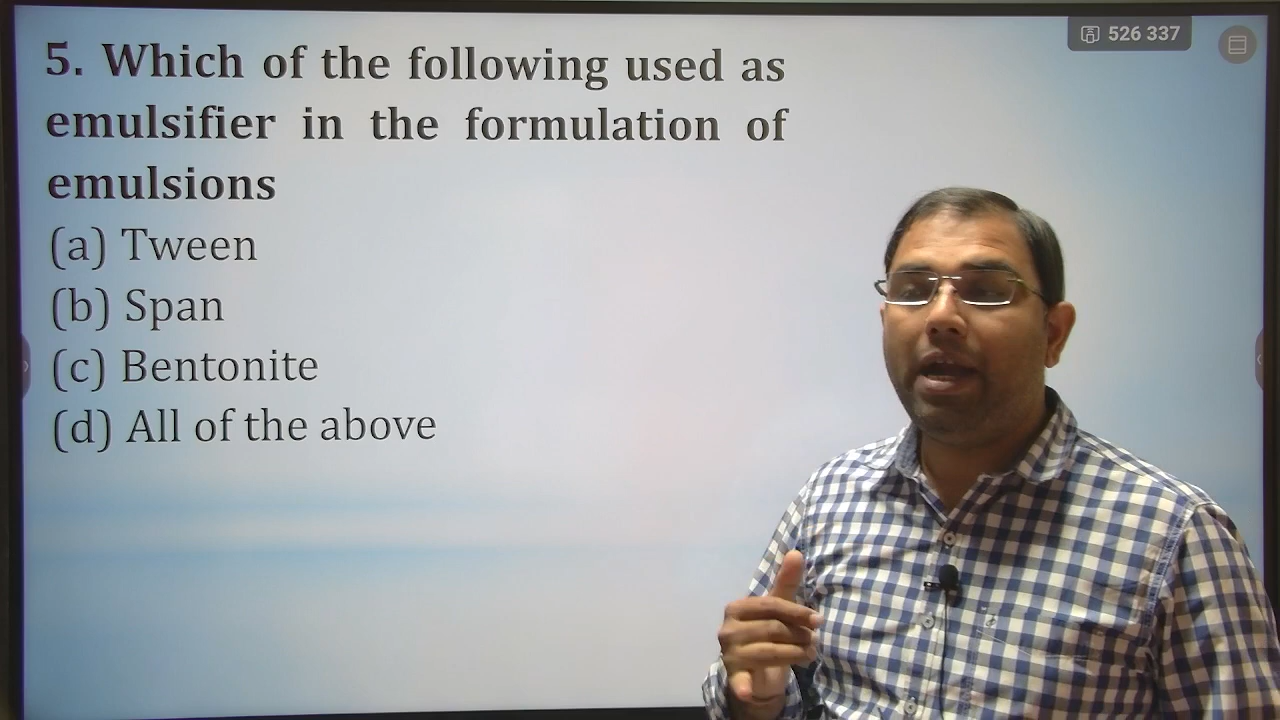 526 337
5. Which of the following used as
emulsifier in the formulation of
emulsions
(a) Tween
(b) Span
(c) Bentonite
(d) All of the above